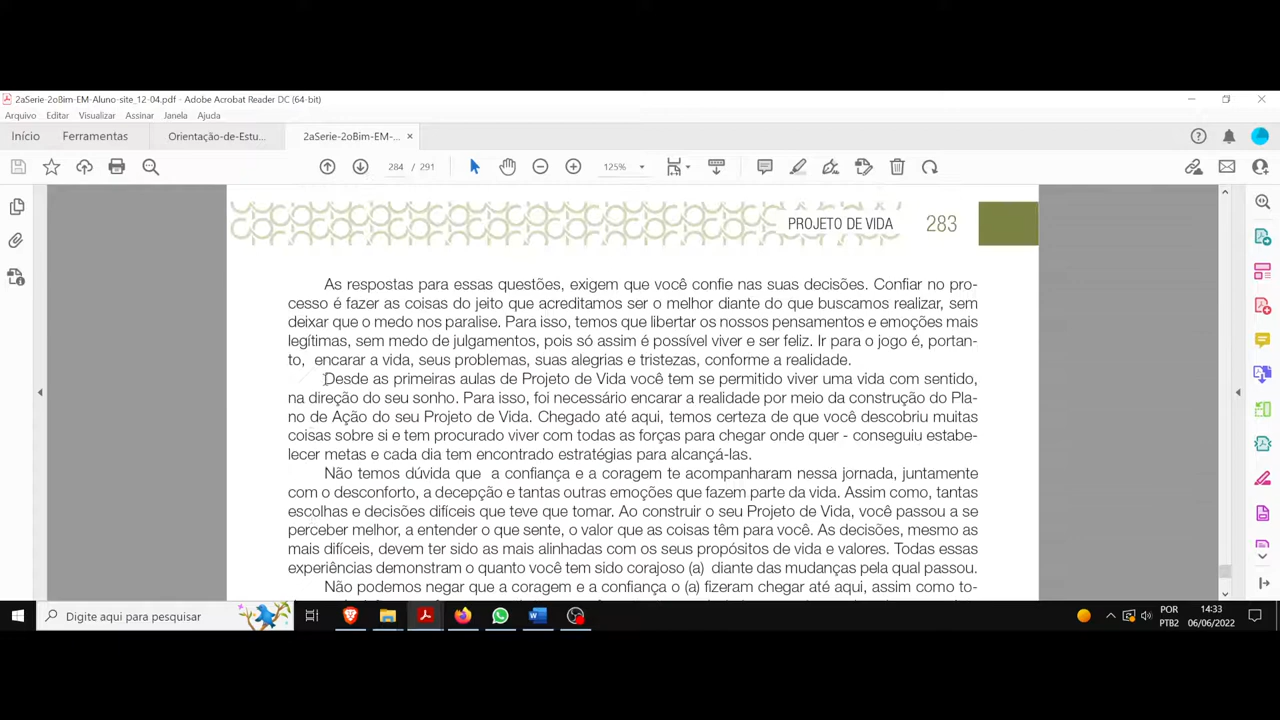 2aSerie-2oBim-EM-Aluno-site_12-04.pdf - Adobe Acrobat Reader DC (64-bit)
Arquivo Editar Visualizar Assinar Janela Ajuda
Início Ferramentas Orientação-de-Estu... 2aSerie-2oBim-EM-...
284 / 291 125%
PROJETO DE VIDA 283
As respostas para essas questões, exigem que você confie nas suas decisões. Confiar no pro-
cesso é fazer as coisas do jeito que acreditamos ser o melhor diante do que buscamos realizar, sem
deixar que o medo nos paralise. Para isso, temos que libertar os nossos pensamentos e emoções mais
legítimas, sem medo de julgamentos, pois só assim é possível viver e ser feliz. Ir para o jogo é, portan-
to, encarar a vida, seus problemas, suas alegrias e tristezas, conforme a realidade.
Desde as primeiras aulas de Projeto de Vida você tem se permitido viver uma vida com sentido,
na direção do seu sonho. Para isso, foi necessário encarar a realidade por meio da construção do Pla-
no de Ação do seu Projeto de Vida. Chegado até aqui, temos certeza de que você descobriu muitas
coisas sobre si e tem procurado viver com todas as forças para chegar onde quer - conseguiu estabe-
lecer metas e cada dia tem encontrado estratégias para alcançá-las.
Não temos dúvida que a confiança e a coragem te acompanharam nessa jornada, juntamente
com o desconforto, a decepção e tantas outras emoções que fazem parte da vida. Assim como, tantas
escolhas e decisões difíceis que teve que tomar. Ao construir o seu Projeto de Vida, você passou a se
perceber melhor, a entender o que sente, o valor que as coisas têm para você. As decisões, mesmo as
mais difíceis, devem ter sido as mais alinhadas com os seus propósitos de vida e valores. Todas essas
experiências demonstram o quanto você tem sido corajoso (a) diante das mudanças pela qual passou.
Não podemos negar que a coragem e a confiança o (a) fizeram chegar até aqui, assim como to-
Digite aqui para pesquisar
POR 14:33
PTB2 06/06/2022